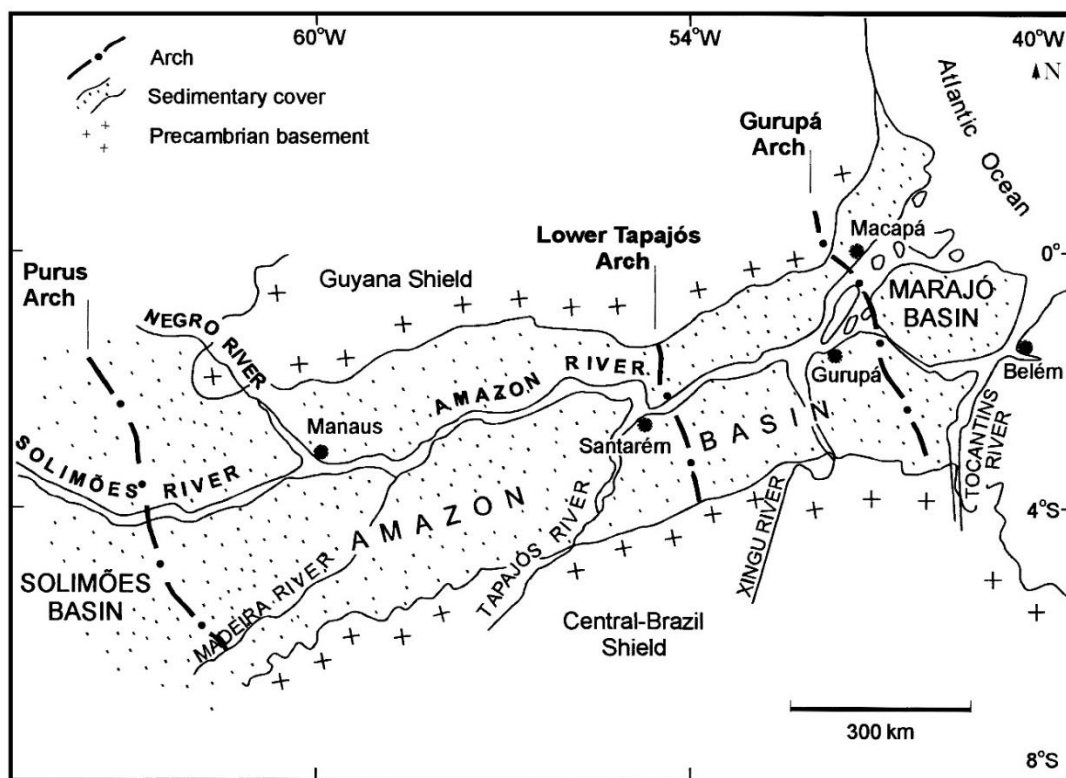 60°W
54°W
40°W
N
Arch
Sedimentary cover
Precambrian basement
Atlantic Ocean
Gurupá
Arch
Macapá
0°
Lower Tapajós
Arch
Purus
Arch
Guyana Shield
MARAJÓ
BASIN
NEGRO RIVER
AMAZON RIVER
Gurupá
Belém
Manaus
Santarém
BASIN
TOCANTINS
RIVER
SOLIMÕES RIVER
4°S
AMAZON
TAPAJÓS RIVER
XINGU RIVER
SOLIMÕES
BASIN
MADEIRA RIVER
Central-Brazil
Shield
300 km
8°S